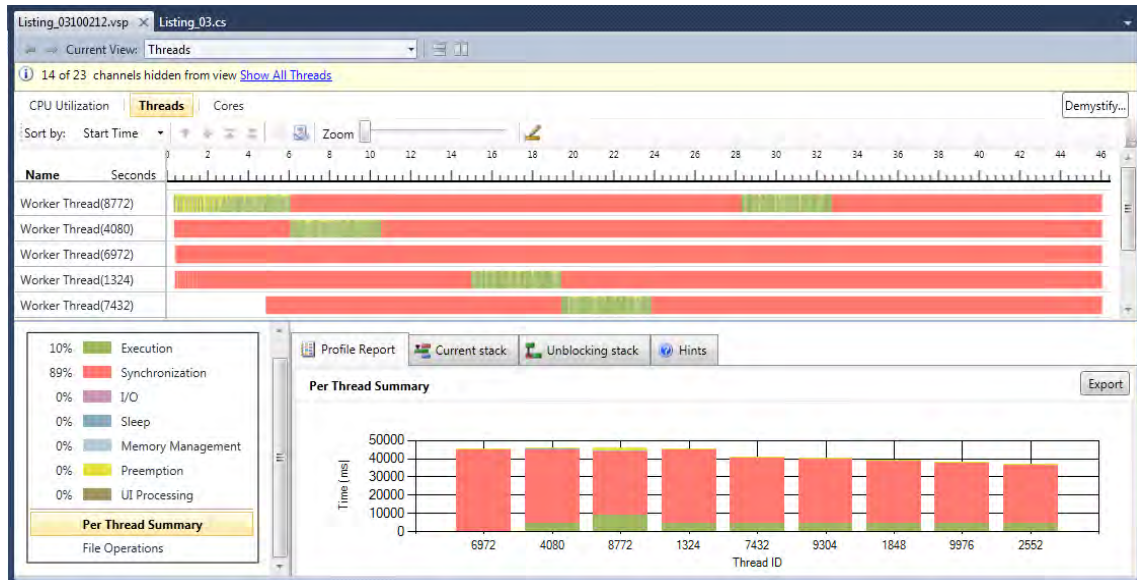 Listing_03100212.vsp × Listing_03.cs
Current View: Threads
14 of 23 channels hidden from view Show All Threads
CPU Utilization Threads Cores Demystify...
Sort by: Start Time Zoom
0 2 4 6 8 10 12 14 16 18 20 22 24 26 28 30 32 34 36 38 40 42 44 46
Name Seconds
Worker Thread(8772)
Worker Thread(4080)
Worker Thread(6972)
Worker Thread(1324)
Worker Thread(7432)
10% Execution
89% Synchronization
0% I/O
0% Sleep
0% Memory Management
0% Preemption
0% UI Processing
Per Thread Summary
File Operations
Profile Report Current stack Unblocking stack Hints
Per Thread Summary Export
50000
40000
30000
20000
10000
0
Time [ms]
6972 4080 8772 1324 7432 9304 1848 9976 2552
Thread ID